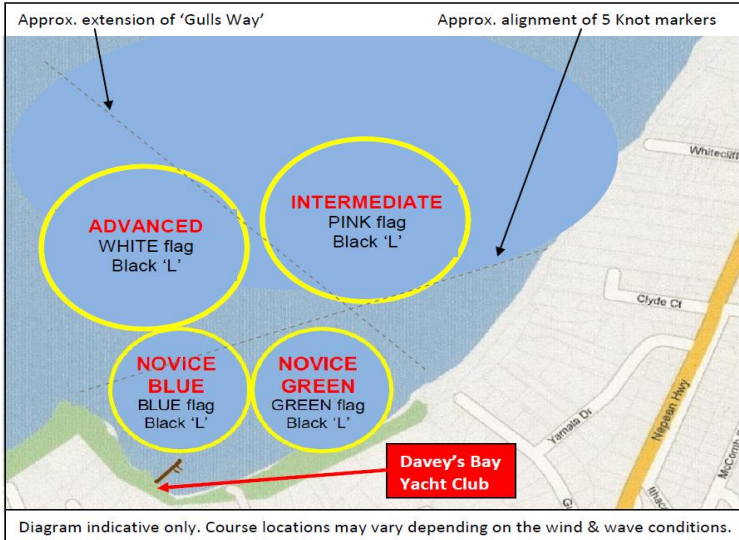 Approx. extension of ‘Gulls Way’
Approx. alignment of 5 Knot markers
Whitecliff
ADVANCED
WHITE flag
Black ‘L’
INTERMEDIATE
PINK flag
Black ‘L’
Clyde Ct
NOVICE
BLUE
BLUE flag
Black ‘L’
NOVICE
GREEN
GREEN flag
Black ‘L’
Yamala Dr
Nepean Hwy
McComb
Davey’s Bay
Yacht Club
Diagram indicative only. Course locations may vary depending on the wind & wave conditions.